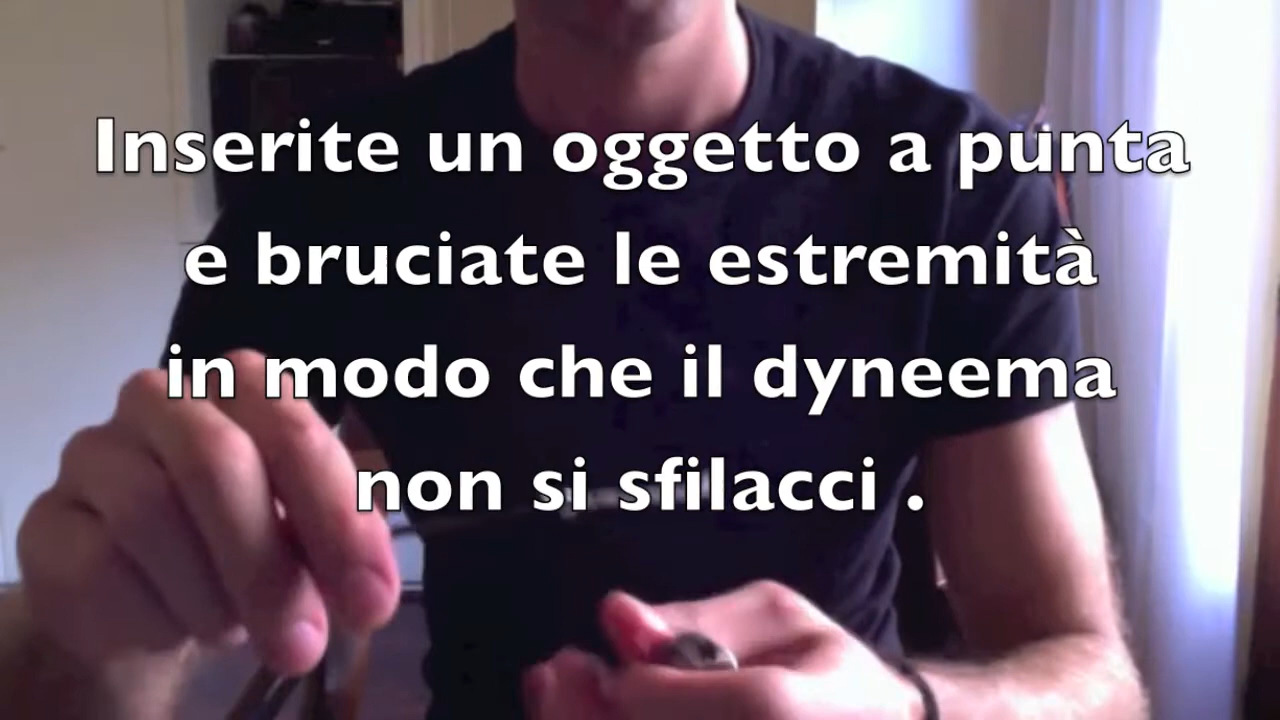 Inserite un oggetto a punta
e bruciate le estremità
in modo che il dyneema
non si sfilacci .